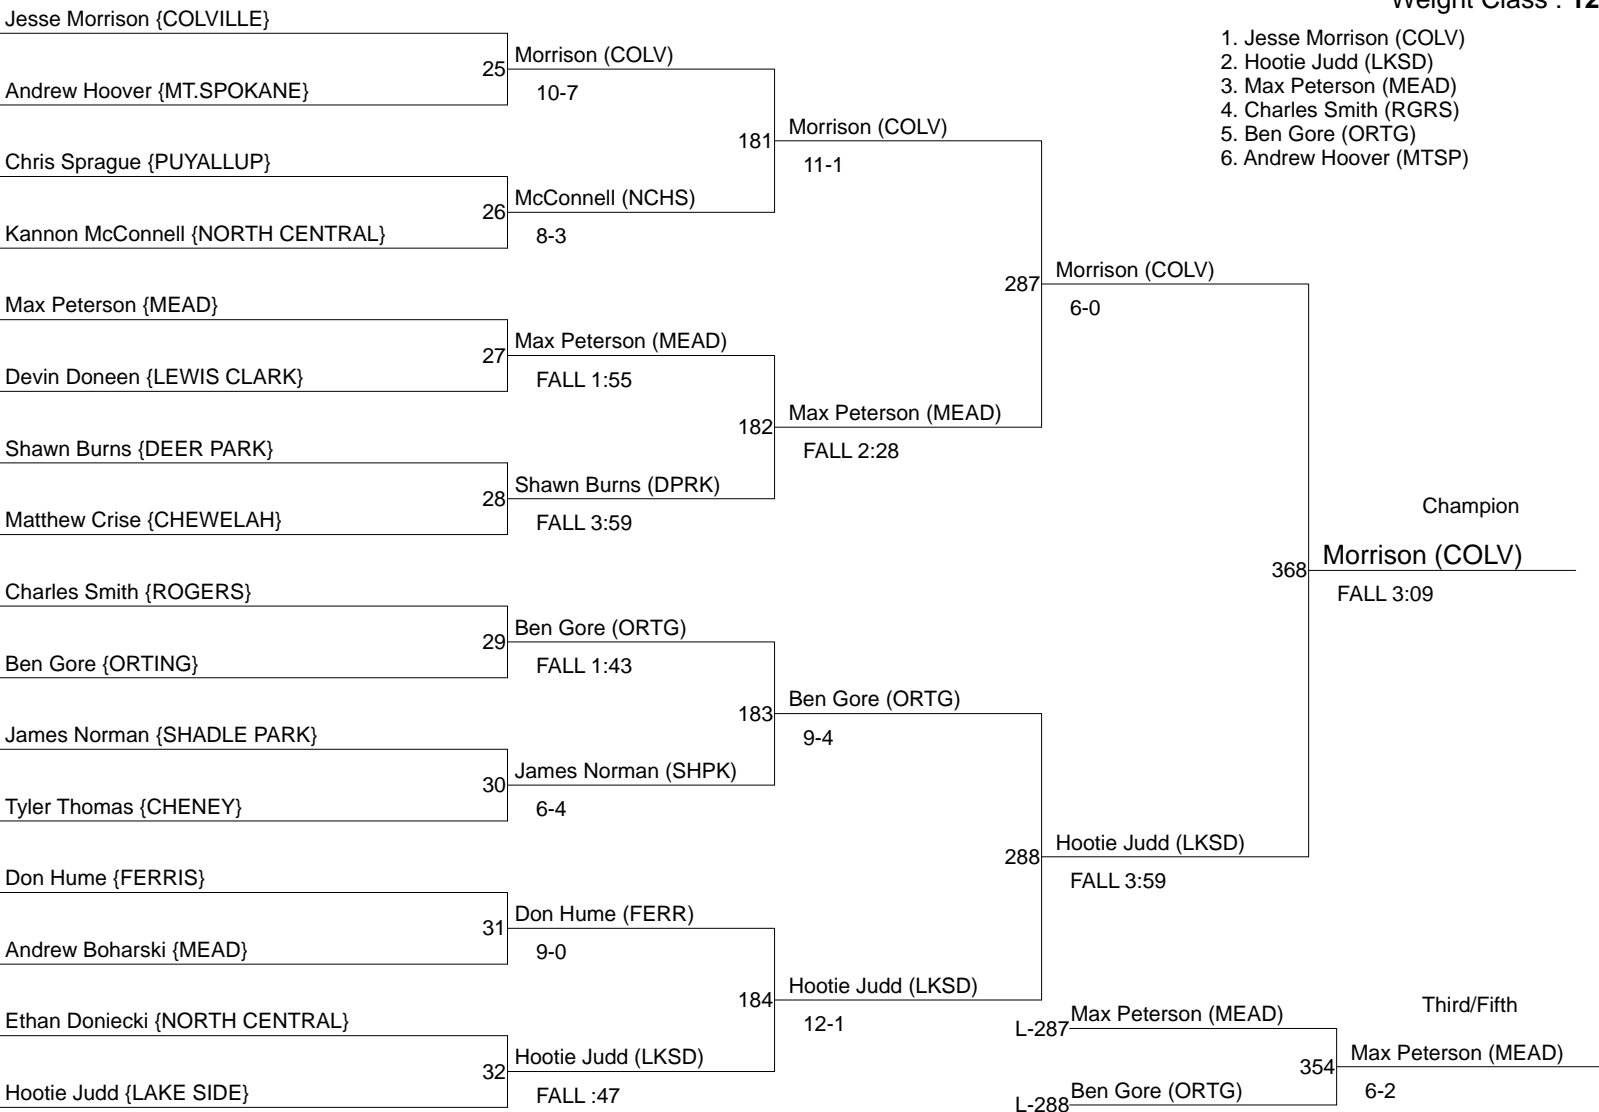 Weight Class : 12
1. Jesse Morrison (COLV)
2. Hootie Judd (LKSD)
3. Max Peterson (MEAD)
4. Charles Smith (RGRS)
5. Ben Gore (ORTG)
6. Andrew Hoover (MTSP)
Jesse Morrison {COLVILLE}
25
Andrew Hoover {MT.SPOKANE}
Chris Sprague {PUYALLUP}
26
Kannon McConnell {NORTH CENTRAL}
Max Peterson {MEAD}
27
Devin Doneen {LEWIS CLARK}
Shawn Burns {DEER PARK}
28
Matthew Crise {CHEWELAH}
Charles Smith {ROGERS}
29
Ben Gore {ORTING}
James Norman {SHADLE PARK}
30
Tyler Thomas {CHENEY}
Don Hume {FERRIS}
31
Andrew Boharski {MEAD}
Ethan Doniecki {NORTH CENTRAL}
32
Hootie Judd {LAKE SIDE}
Morrison (COLV)
10-7
181
McConnell (NCHS)
8-3
Max Peterson (MEAD)
FALL 1:55
182
Shawn Burns (DPRK)
FALL 3:59
Ben Gore (ORTG)
FALL 1:43
183
James Norman (SHPK)
6-4
Don Hume (FERR)
9-0
184
Hootie Judd (LKSD)
FALL :47
Morrison (COLV)
11-1
287
Max Peterson (MEAD)
FALL 2:28
Ben Gore (ORTG)
9-4
288
Hootie Judd (LKSD)
12-1
Morrison (COLV)
6-0
368
Hootie Judd (LKSD)
FALL 3:59
Champion
Morrison (COLV)
FALL 3:09
Third/Fifth
L-287
Max Peterson (MEAD)
354
L-288
Ben Gore (ORTG)
Max Peterson (MEAD)
6-2